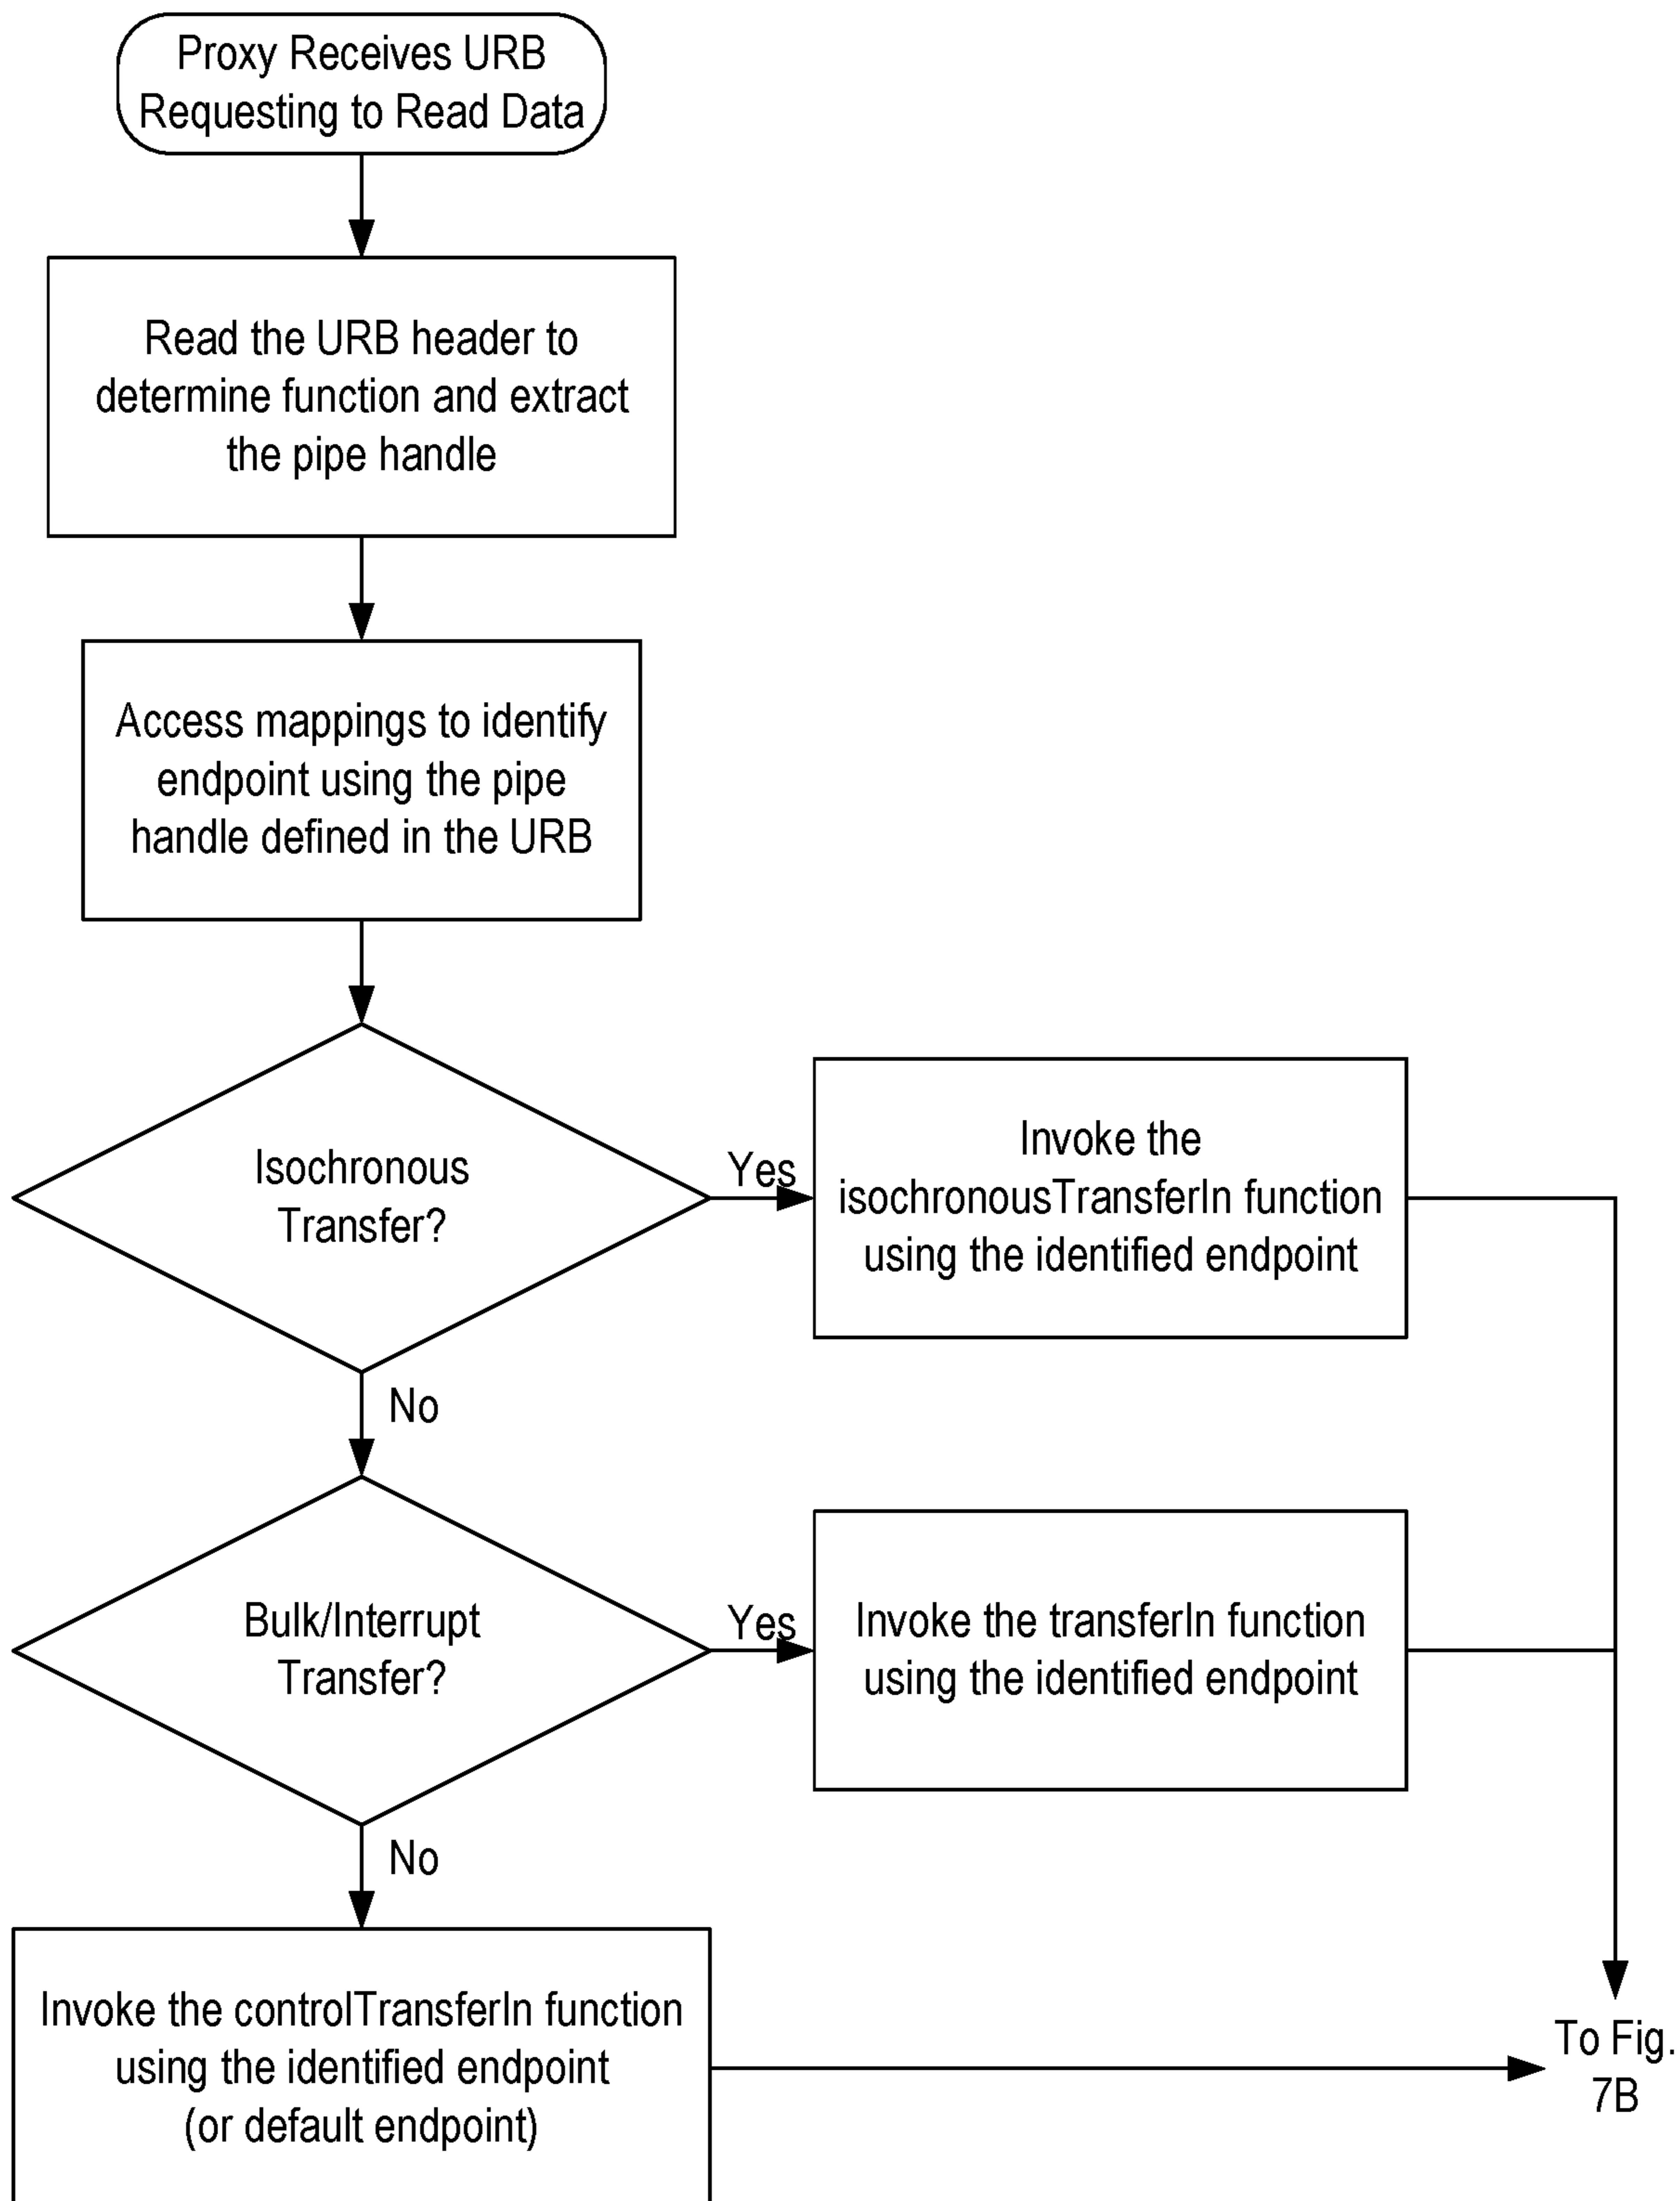 Proxy Receives URB
Requesting to Read Data
Read the URB header to
determine function and extract
the pipe handle
Access mappings to identify
endpoint using the pipe
handle defined in the URB
Isochronous
Transfer?
Yes
Invoke the
isochronousTransferIn function
using the identified endpoint
No
Bulk/Interrupt
Transfer?
Yes
Invoke the transferIn function
using the identified endpoint
No
Invoke the controlTransferIn function
using the identified endpoint
(or default endpoint)
To Fig.
7B